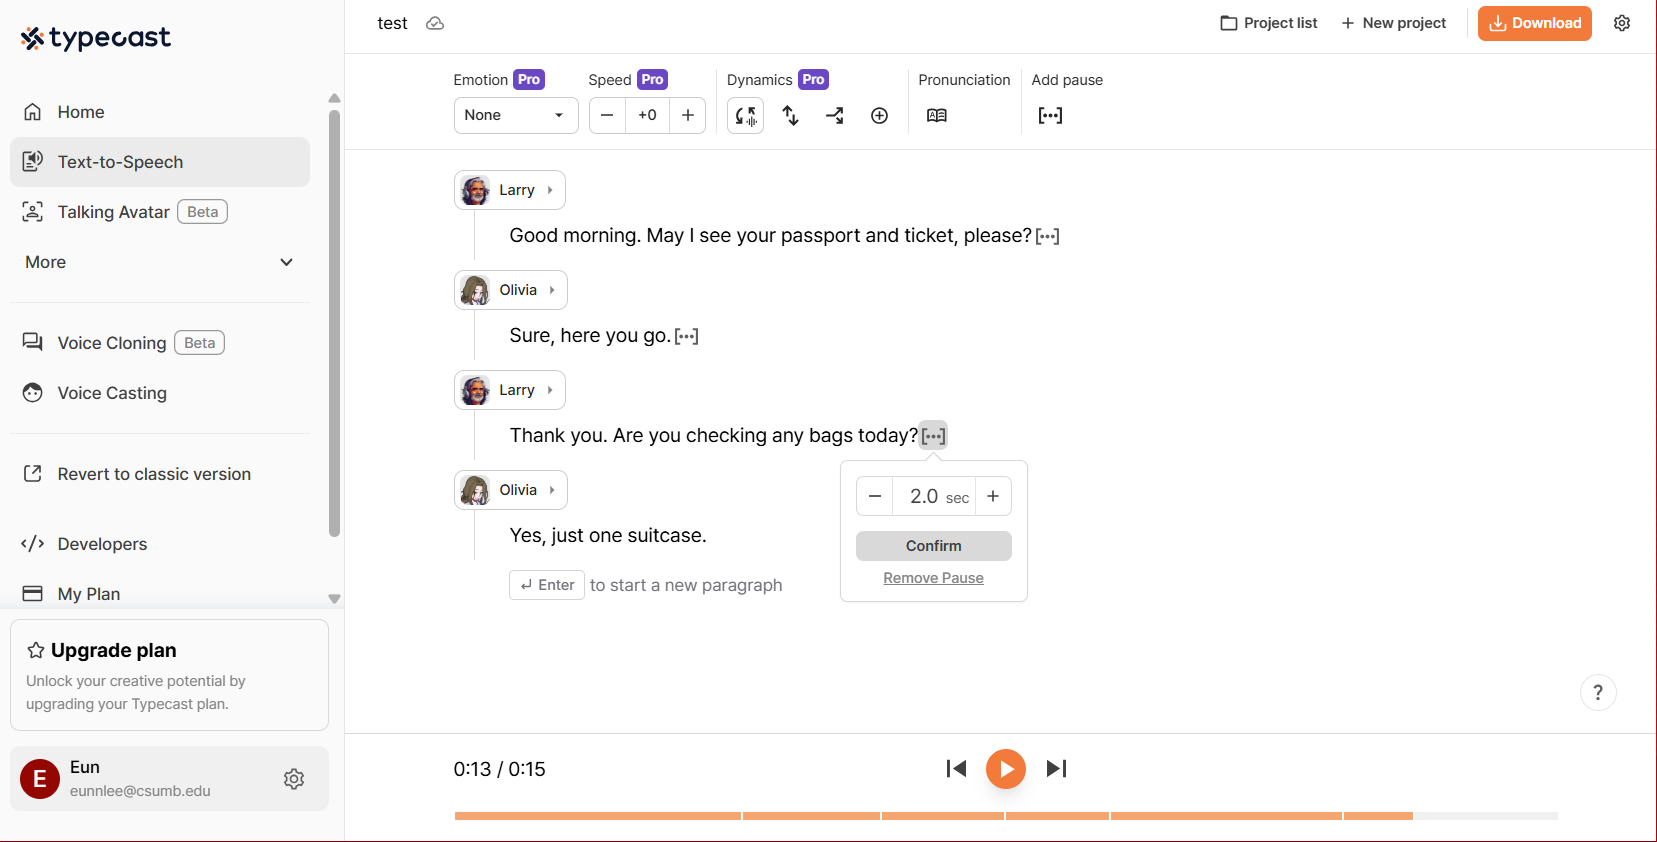 typecast
Home
Text-to-Speech
Talking Avatar Beta
More
Voice Cloning Beta
Voice Casting
Revert to classic version
Developers
My Plan
Upgrade plan
Unlock your creative potential by
upgrading your Typecast plan.
E
Eun
eunnlee@csumb.edu
test
Project list
New project
Download
Emotion Pro
Speed Pro
Dynamics Pro
Pronunciation
Add pause
None
+0
Larry
Good morning. May I see your passport and ticket, please? [···]
Olivia
Sure, here you go. [···]
Larry
Thank you. Are you checking any bags today? [···]
Olivia
Yes, just one suitcase.
Enter to start a new paragraph
− 2.0 sec +
Confirm
Remove Pause
?
0:13 / 0:15